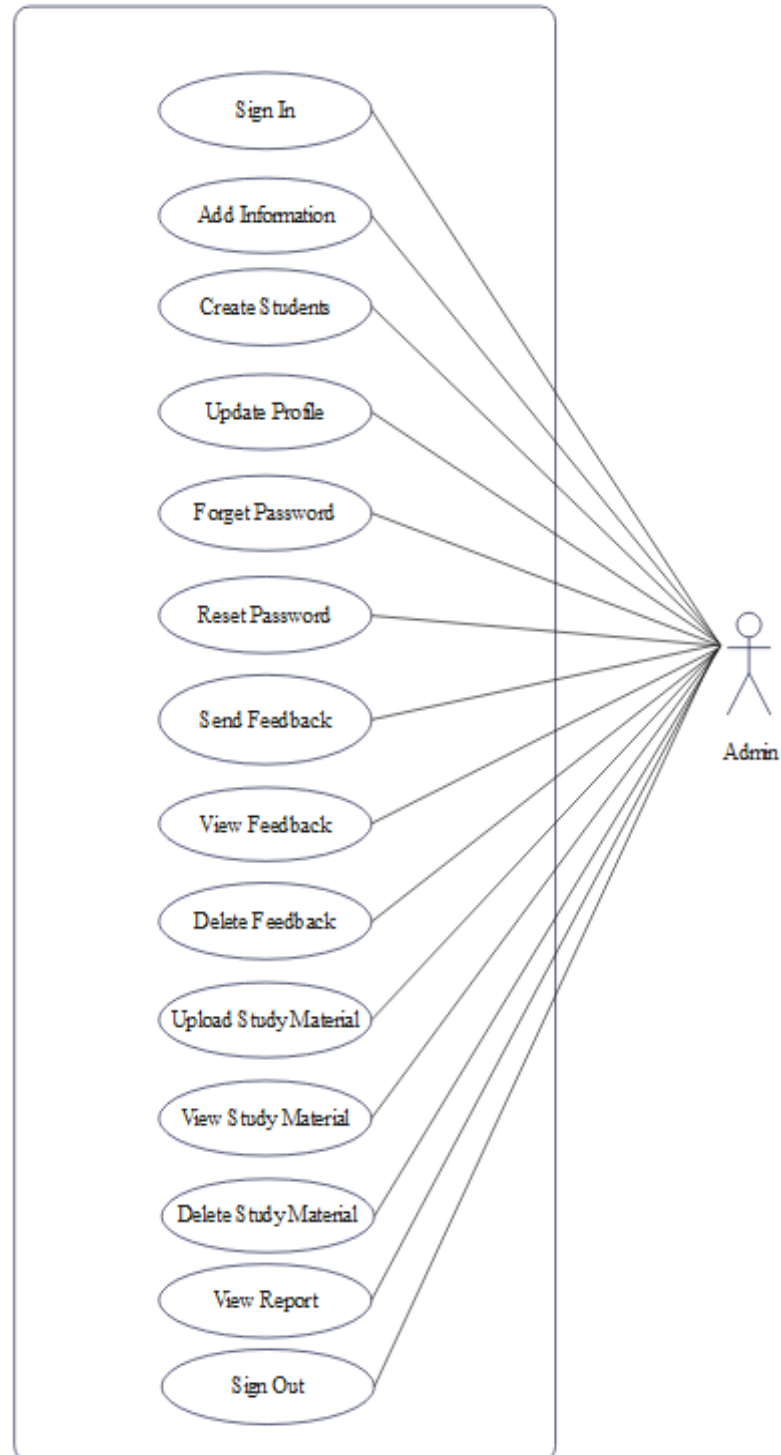 Sign In
Add Information
Create Students
Update Profile
Forget Password
Reset Password
Send Feedback
Admin
View Feedback
Delete Feedback
Upload Study Material
View Study Material
Delete Study Material
View Report
Sign Out